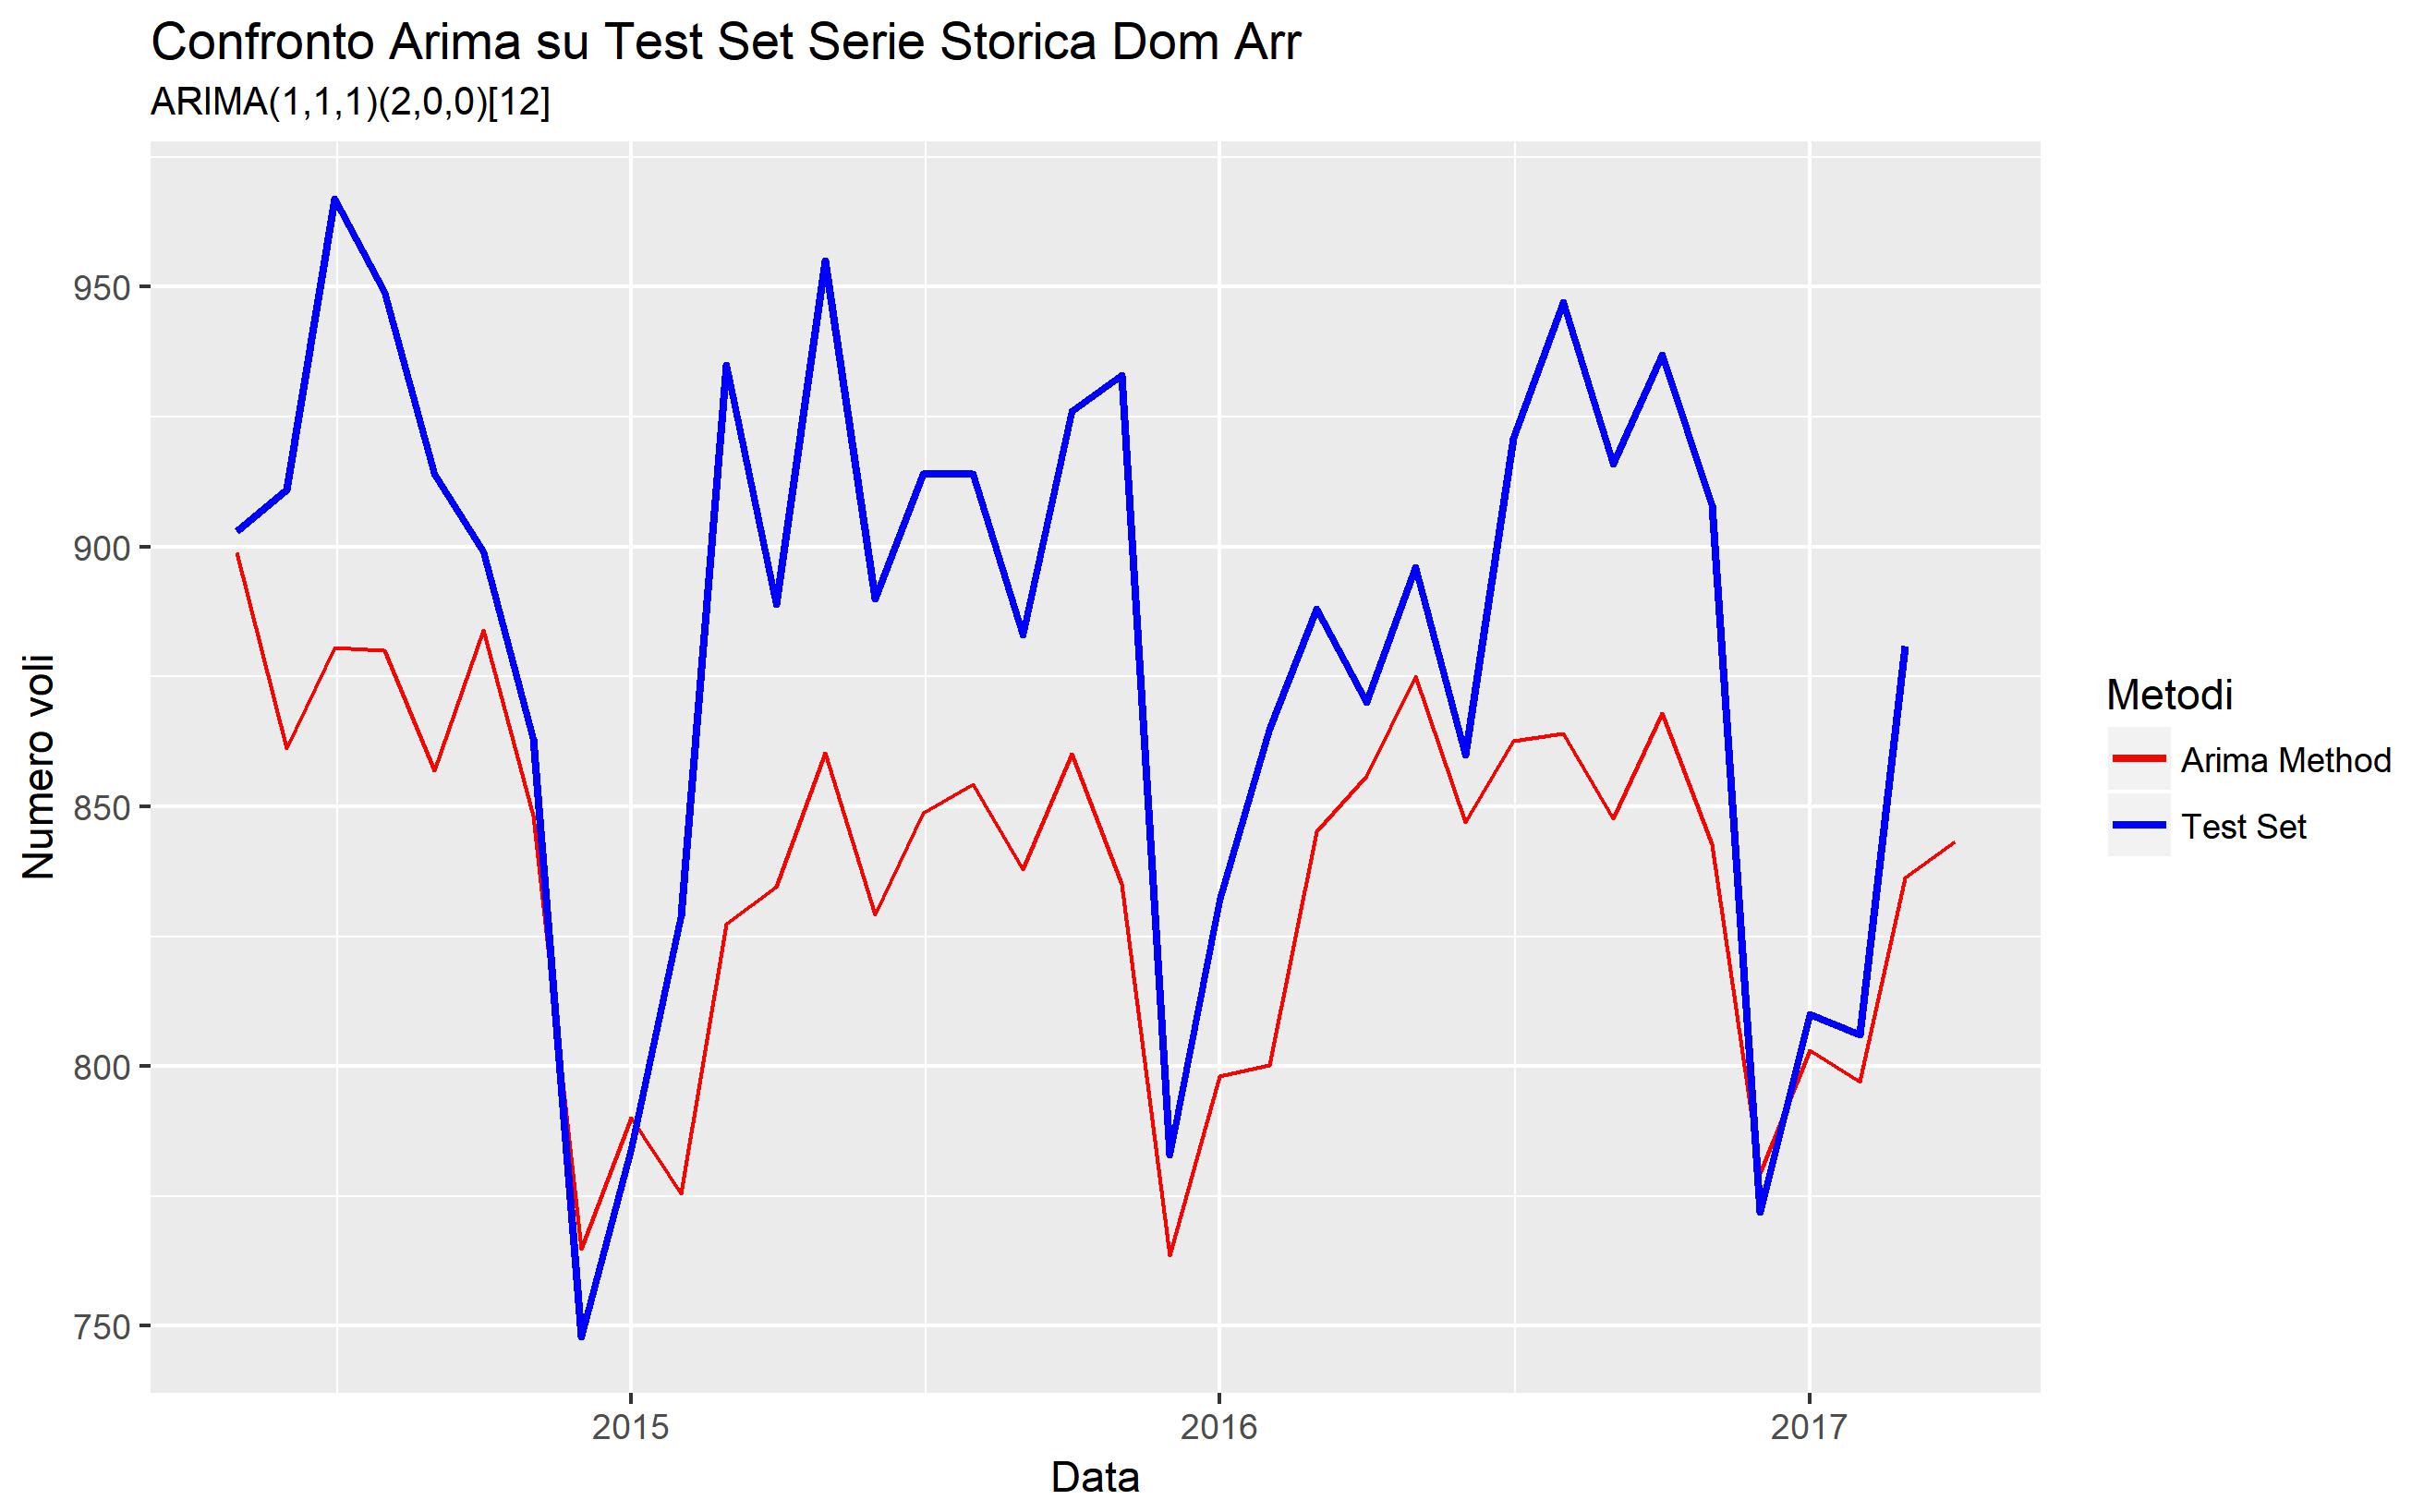 Confronto Arima su Test Set Serie Storica Dom Arr
ARIMA(1,1,1)(2,0,0)[12]
950
900
850
800
750
Numero voli
2015
2016
2017
Data
Metodi
Arima Method
Test Set